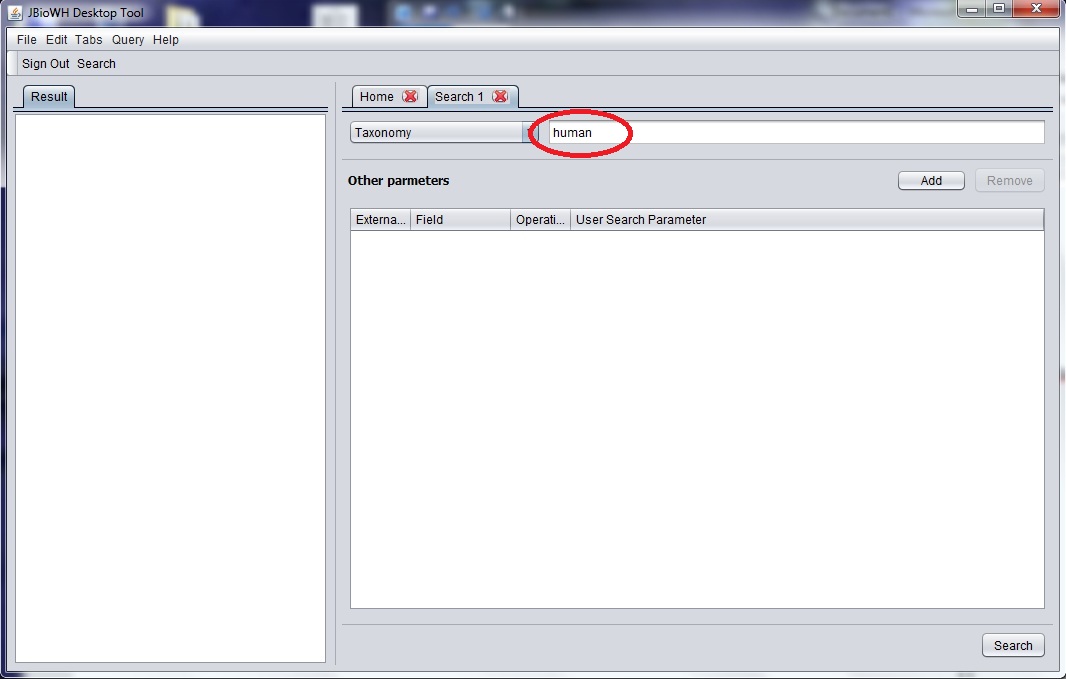 JBioWH Desktop Tool
File Edit Tabs Query Help
Sign Out Search
Result
Home Search 1
Taxonomy human
Other parmeters Add Remove
Externa... Field Operati... User Search Parameter
Search